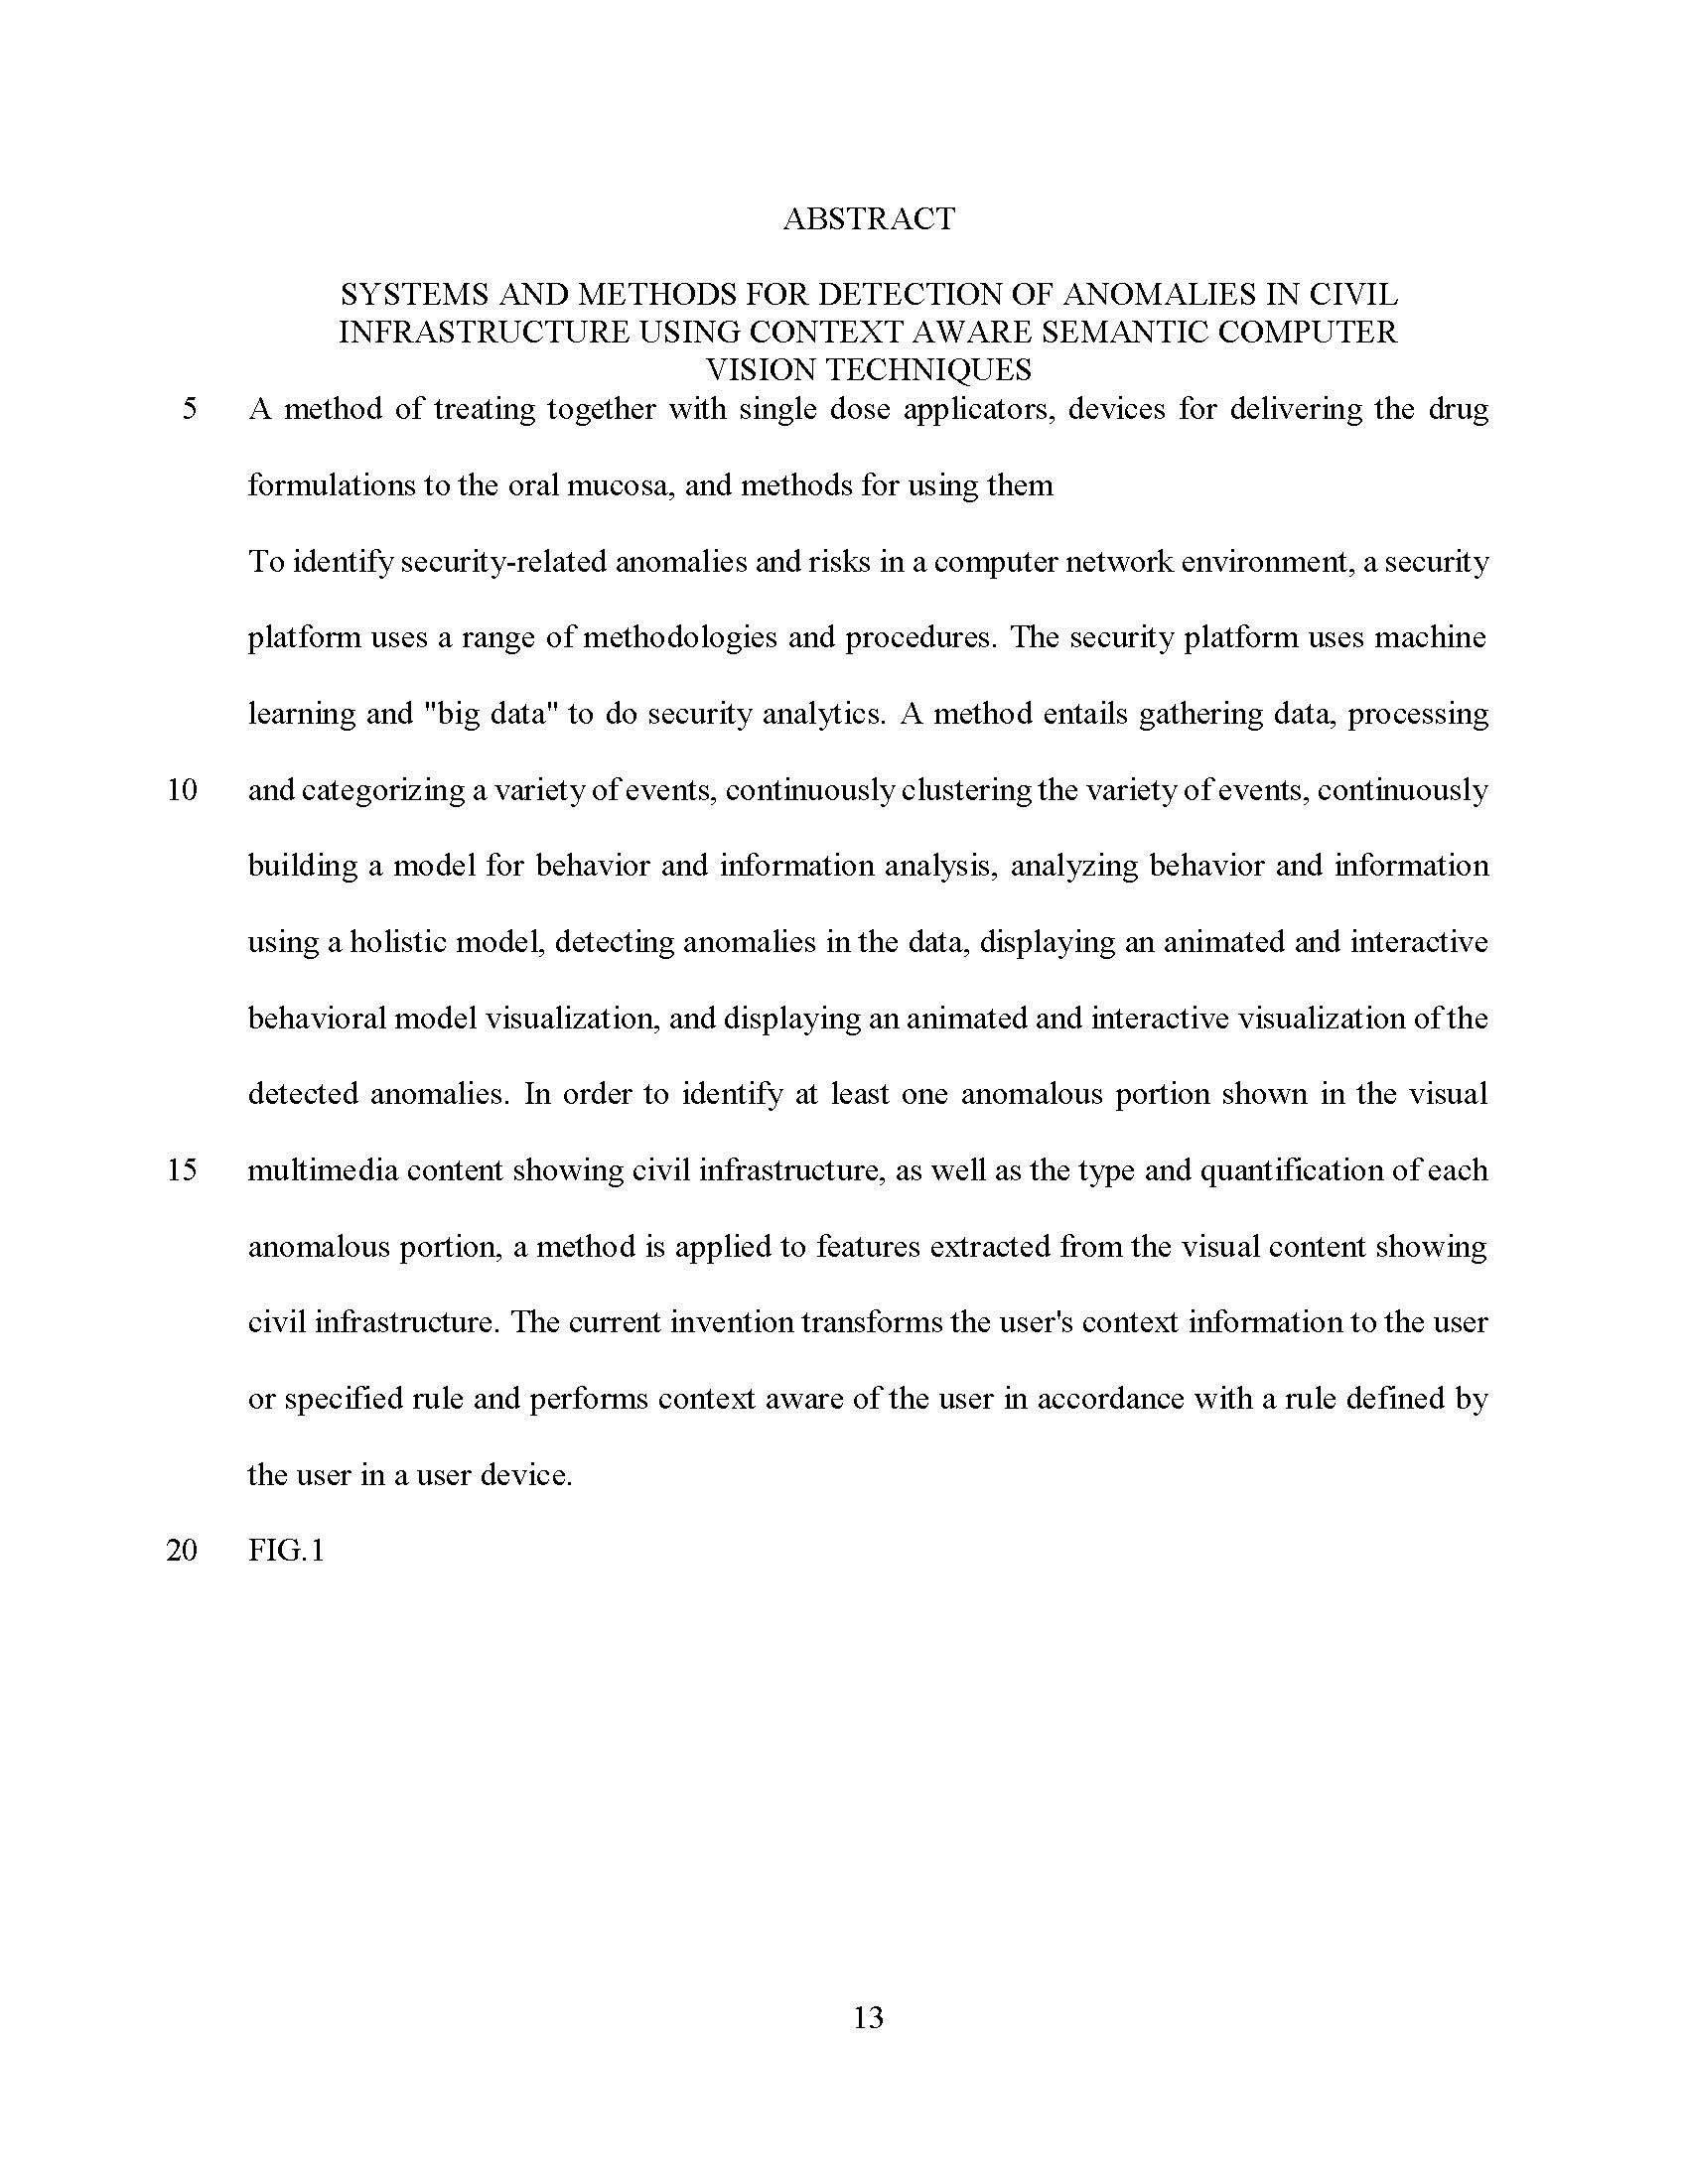 ABSTRACT
SYSTEMS AND METHODS FOR DETECTION OF ANOMALIES IN CIVIL
INFRASTRUCTURE USING CONTEXT AWARE SEMANTIC COMPUTER
VISION TECHNIQUES
5 A method of treating together with single dose applicators, devices for delivering the drug
formulations to the oral mucosa, and methods for using them
To identify security-related anomalies and risks in a computer network environment, a security
platform uses a range of methodologies and procedures. The security platform uses machine
learning and "big data" to do security analytics. A method entails gathering data, processing
10 and categorizing a variety of events, continuously clustering the variety of events, continuously
building a model for behavior and information analysis, analyzing behavior and information
using a holistic model, detecting anomalies in the data, displaying an animated and interactive
behavioral model visualization, and displaying an animated and interactive visualization of the
detected anomalies. In order to identify at least one anomalous portion shown in the visual
15 multimedia content showing civil infrastructure, as well as the type and quantification of each
anomalous portion, a method is applied to features extracted from the visual content showing
civil infrastructure. The current invention transforms the user's context information to the user
or specified rule and performs context aware of the user in accordance with a rule defined by
the user in a user device.
20 FIG.1
13